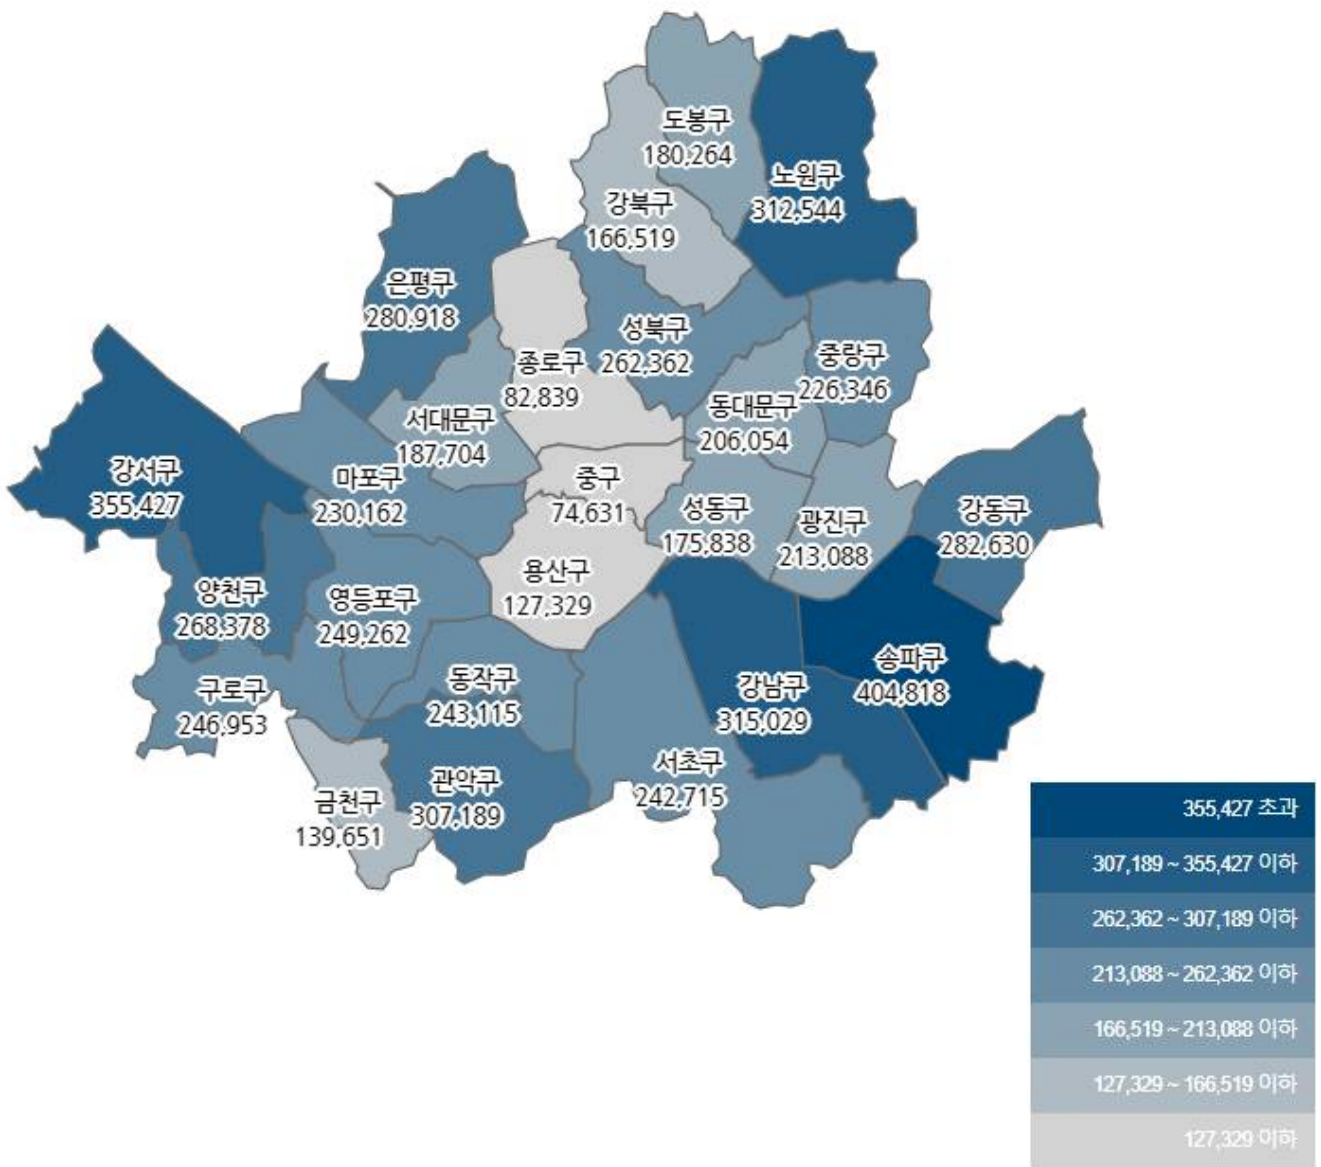 도봉구
180,264
노원구
312,544
강북구
166,519
은평구
280,918
성북구
262,362
중랑구
226,346
종로구
82,839
동대문구
206,054
서대문구
187,704
강서구
355,427
마포구
230,162
중구
74,631
성동구
175,838
광진구
213,088
강동구
282,630
용산구
127,329
양천구
268,378
영등포구
249,262
구로구
246,953
동작구
243,115
강남구
315,029
송파구
404,818
서초구
242,715
관악구
307,189
금천구
139,651
355,427 초과
307,189 ~ 355,427 이하
262,362 ~ 307,189 이하
213,088 ~ 262,362 이하
166,519 ~ 213,088 이하
127,329 ~ 166,519 이하
127,329 이하